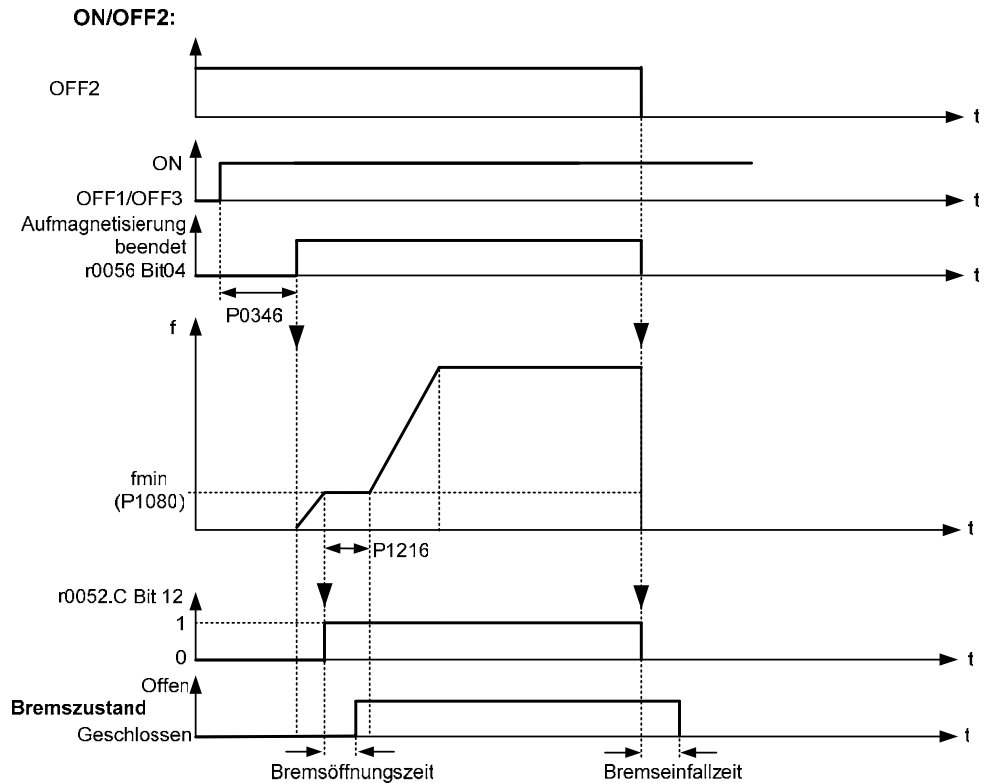 ON/OFF2:
OFF2
t
ON
OFF1/OFF3
t
Aufmagnetisierung
beendet
r0056 Bit04
t
P0346
f
fmin
(P1080)
t
P1216
r0052.C Bit 12
1
0
t
Offen
Bremszustand
Geschlossen
t
Bremsöffnungszeit
Bremseinfallzeit